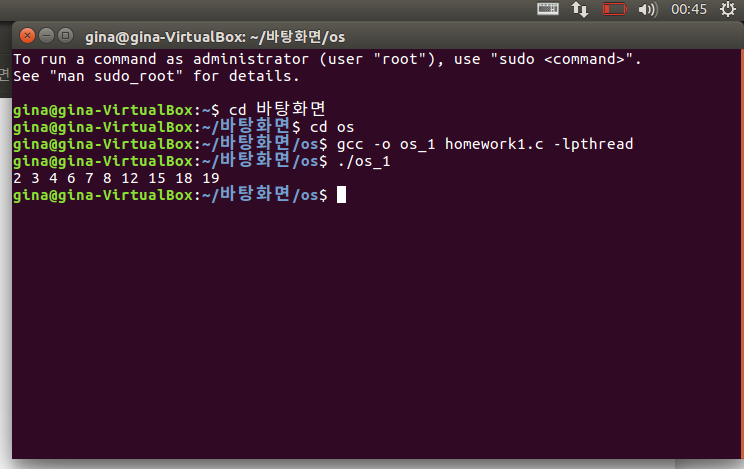 00:45
gina@gina-VirtualBox: ~/바탕화면/os
면
To run a command as administrator (user "root"), use "sudo <command>".
See "man sudo_root" for details.
gina@gina-VirtualBox:~$ cd 바탕화면
gina@gina-VirtualBox:~/바탕화면$ cd os
gina@gina-VirtualBox:~/바탕화면/os$ gcc -o os_1 homework1.c -lpthread
gina@gina-VirtualBox:~/바탕화면/os$ ./os_1
2 3 4 6 7 8 12 15 18 19
gina@gina-VirtualBox:~/바탕화면/os$